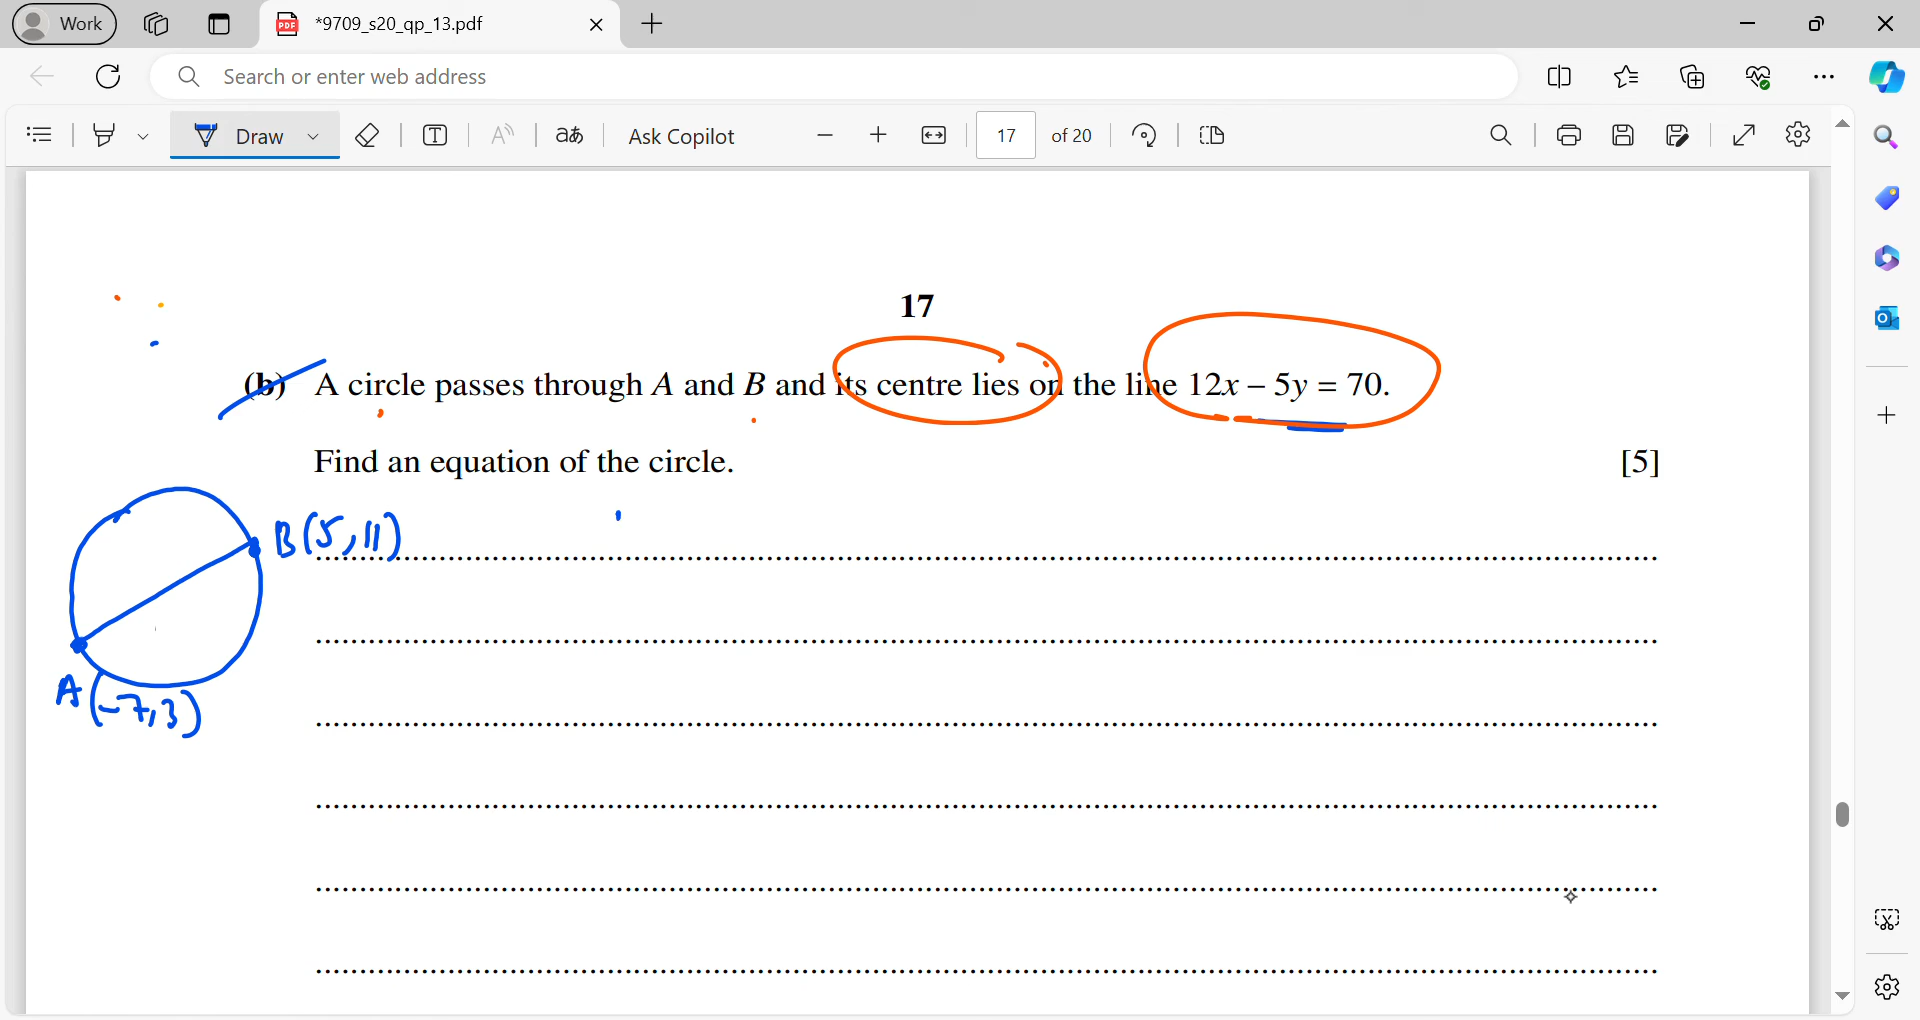 Work
*9709_s20_qp_13.pdf
Search or enter web address
Draw
T
A
aあ
Ask Copilot
17
of 20
17
(b) A circle passes through A and B and its centre lies on the line 12x – 5y = 70.
Find an equation of the circle. [5]
B(5,11)
A(-7,3)